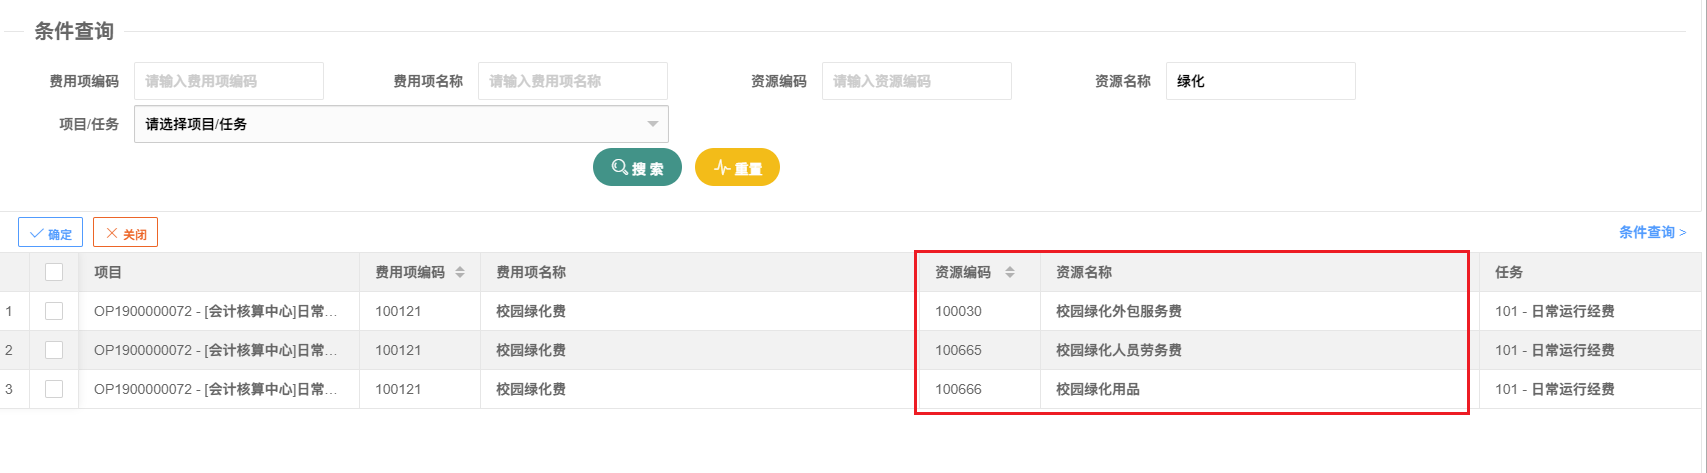 条件查询
费用项编码 请输入费用项编码 费用项名称 请输入费用项名称 资源编码 请输入资源编码 资源名称 绿化
项目/任务 请选择项目/任务
搜 索 重置
确定 关闭 条件查询 >
项目 费用项编码 费用项名称 资源编码 资源名称 任务
1 OP1900000072 - [会计核算中心]日常... 100121 校园绿化费 100030 校园绿化外包服务费 101 - 日常运行经费
2 OP1900000072 - [会计核算中心]日常... 100121 校园绿化费 100665 校园绿化人员劳务费 101 - 日常运行经费
3 OP1900000072 - [会计核算中心]日常... 100121 校园绿化费 100666 校园绿化用品 101 - 日常运行经费